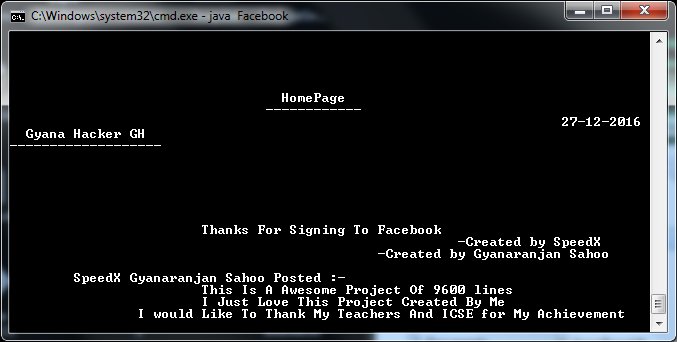 C:\Windows\system32\cmd.exe - java Facebook
HomePage
------------
27-12-2016
Gyana Hacker GH
-------------------
Thanks For Signing To Facebook
-Created by SpeedX
-Created by Gyanaranjan Sahoo
SpeedX Gyanaranjan Sahoo Posted :-
This Is A Awesome Project Of 9600 lines
I Just Love This Project Created By Me
I would Like To Thank My Teachers And ICSE for My Achievement